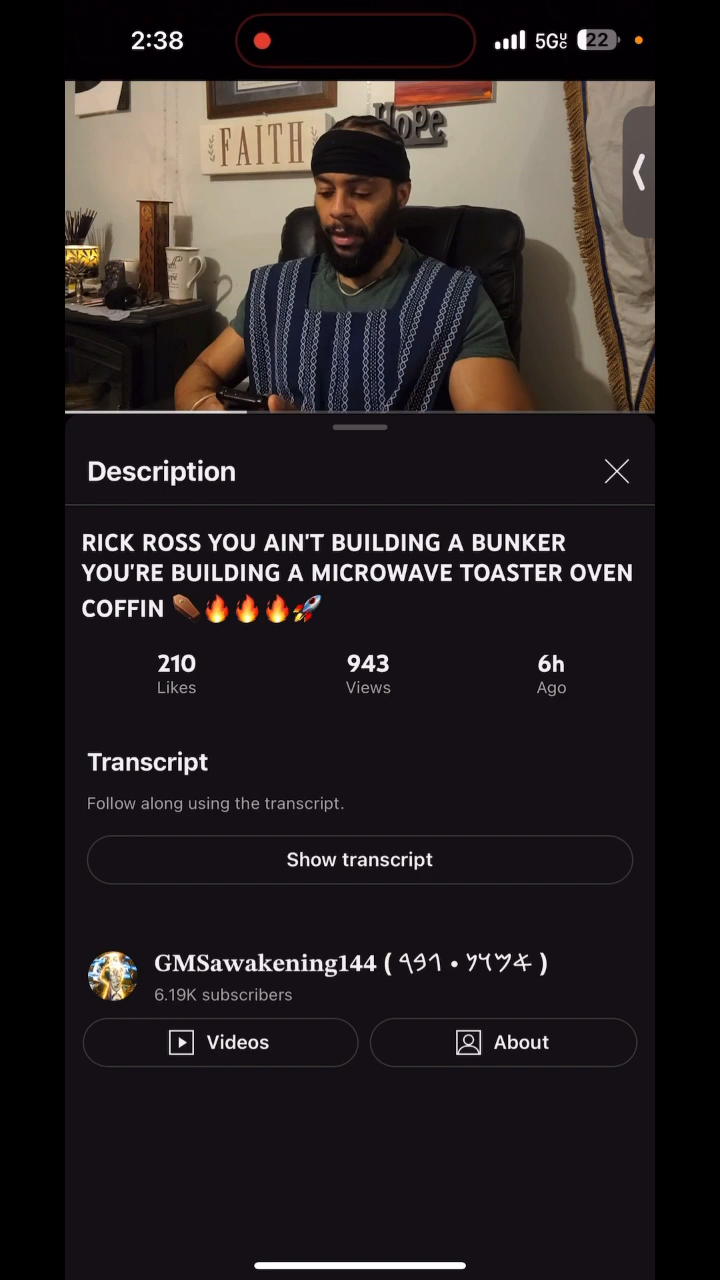 2:38
5G
22
FAITH
Hope
Description
RICK ROSS YOU AIN'T BUILDING A BUNKER
YOU'RE BUILDING A MICROWAVE TOASTER OVEN
COFFIN ⚰️🔥🔥🔥🚀
210
943
6h
Likes
Views
Ago
Transcript
Follow along using the transcript.
Show transcript
GMSawakening144 ( 𐤀𐤌𐤅𐤍 • 𐤂𐤁𐤓 )
6.19K subscribers
Videos
About